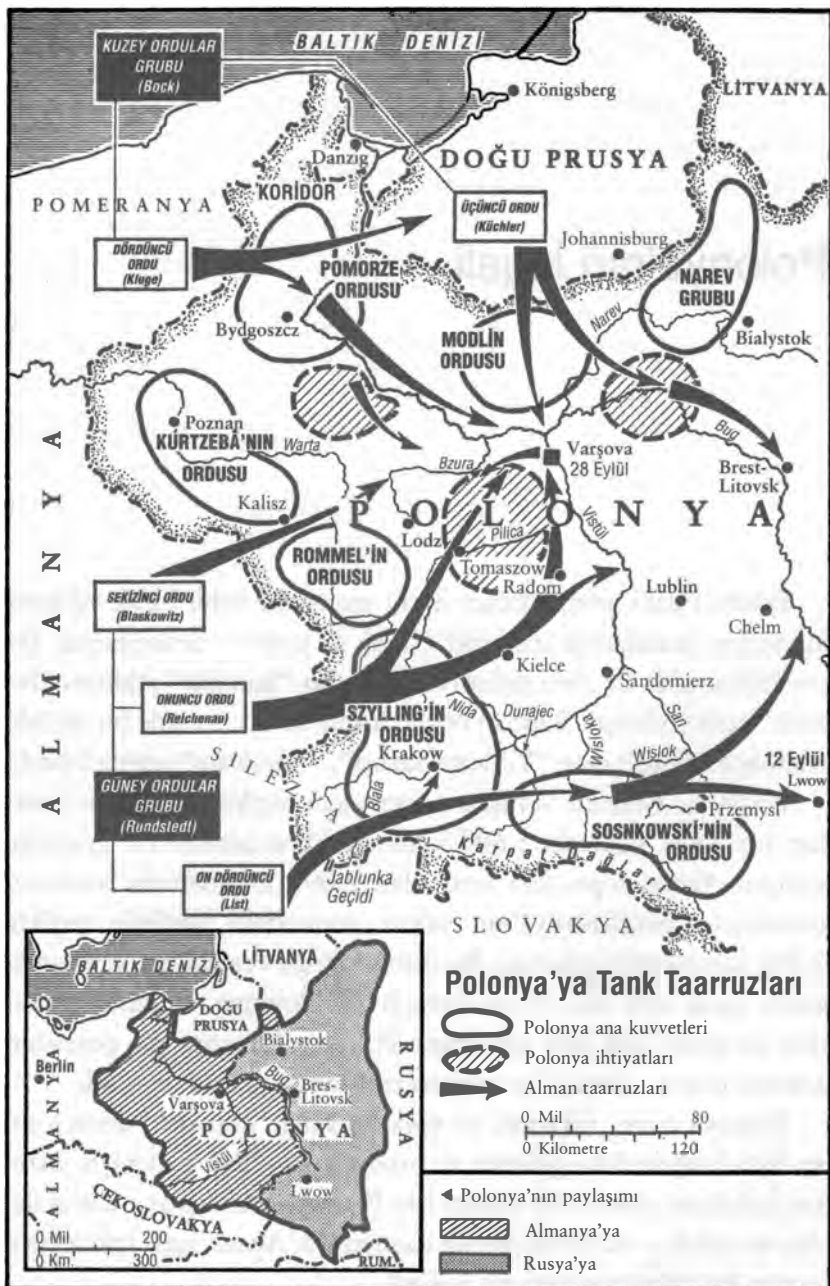 KUZEY ORDULAR
GRUBU
(Bock)
BALTIK DENİZİ
Königsberg
LİTVANYA
Danzig
DOĞU PRUSYA
KORİDOR
POMERANYA
ÜÇÜNCÜ ORDU
(Küchler)
DÖRDÜNCÜ
ORDU
(Kluge)
Johannisburg
POMORZE
ORDUSU
NAREV
GRUBU
Bydgoszcz
MODLİN
ORDUSU
Narev
Bialystok
Poznan
KURTZEBA'NIN
ORDUSU
Warta
Bzura
Varşova
28 Eylül
Bug
Brest-
Litovsk
Kalisz
POLONYA
Lodz
Pilica
Vistül
ROMMEL'İN
ORDUSU
Tomaszow
Radom
Lublin
SEKİZİNCİ ORDU
(Blaskowitz)
Chelm
Kielce
ALMANYA
ONUNCU ORDU
(Reichenau)
Sandomierz
SZYLLING'İN
ORDUSU
Nida
Dunajec
Wisloka
San
Wislok
Krakow
SİLEZYA
Biala
12 Eylül
Lwow
GÜNEY ORDULAR
GRUBU
(Rundstedt)
Przemysl
SOSNKOWSKİ'NİN
ORDUSU
ON DÖRDÜNCÜ
ORDU
(List)
Jablunka
Geçidi
Karpat Dağları
SLOVAKYA
BALTIK DENİZİ
LİTVANYA
DOĞU
PRUSYA
Bialystok
Berlin
Bug
Bres-
Litovsk
Varşova
RUSYA
ALMANYA
POLONYA
Vistül
Lwow
ÇEKOSLOVAKYA
0 Mil 200
0 Km. 300
RUM.
Polonya'ya Tank Taarruzları
Polonya ana kuvvetleri
Polonya ihtiyatları
Alman taarruzları
0 Mil 80
0 Kilometre 120
Polonya'nın paylaşımı
Almanya'ya
Rusya'ya